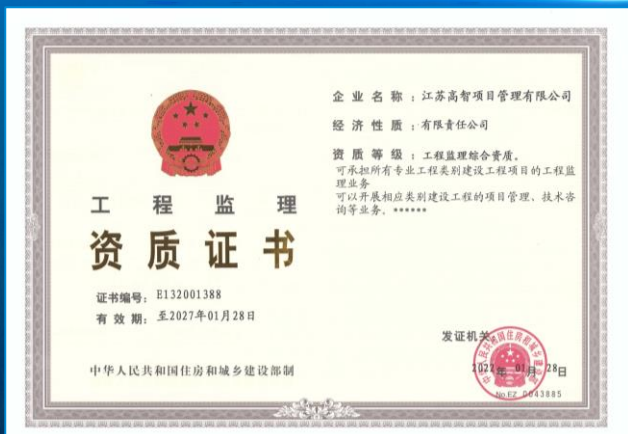 工程监理
资质证书
证书编号：E132001388
有效期：至2027年01月28日
中华人民共和国住房和城乡建设部制
企业名称：江苏高智项目管理有限公司
经济性质：有限责任公司
资质等级：工程监理综合资质。
可承担所有专业工程类别建设工程项目的工程监
理业务
可以开展相应类别建设工程的项目管理、技术咨
询等业务。******
发证机关
2022年01月28日
No.EZ 0043885